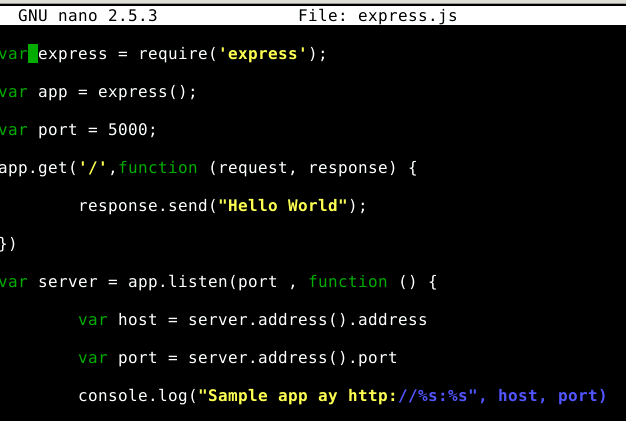 GNU nano 2.5.3 File: express.js
var express = require('express');
var app = express();
var port = 5000;
app.get('/',function (request, response) {
response.send("Hello World");
})
var server = app.listen(port , function () {
var host = server.address().address
var port = server.address().port
console.log("Sample app ay http://%s:%s", host, port)